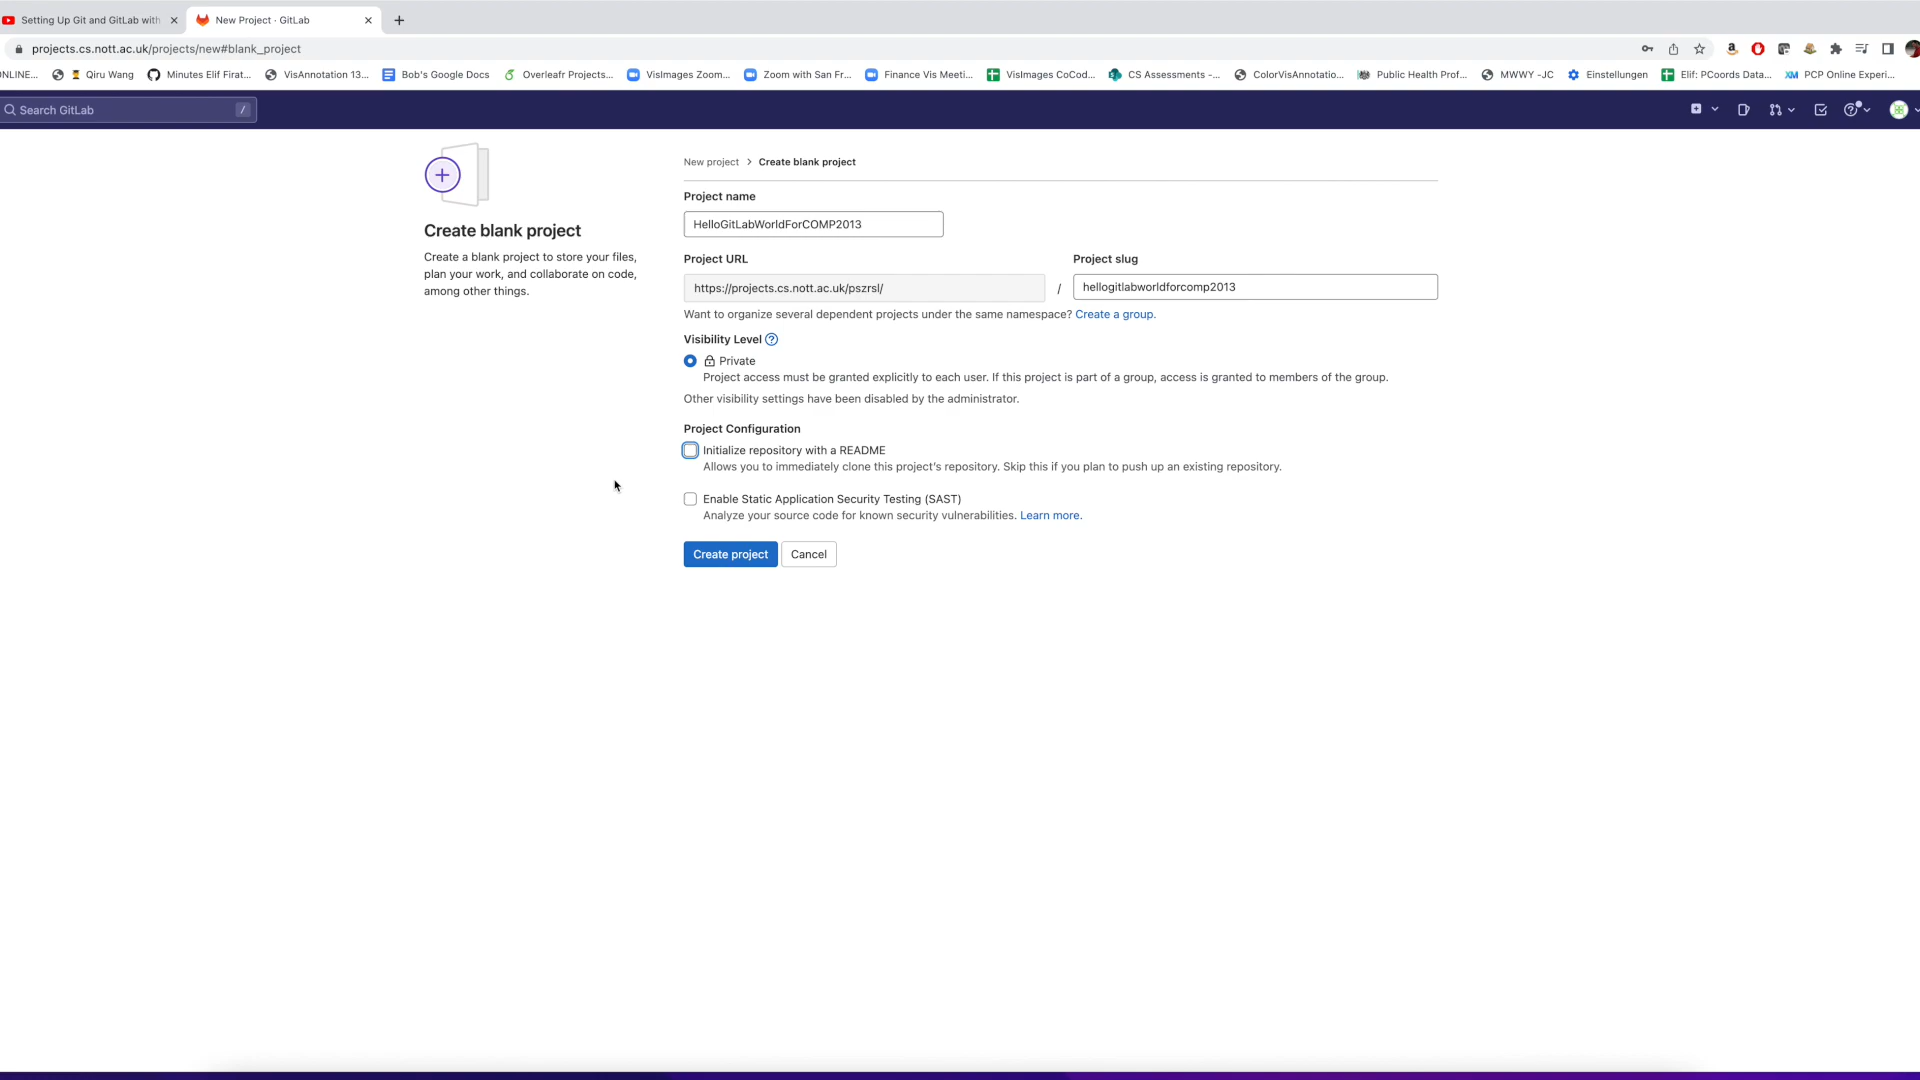 Setting Up Git and GitLab with
New Project · GitLab
projects.cs.nott.ac.uk/projects/new#blank_project
NLINE...
Qiru Wang
Minutes Elif Firat...
VisAnnotation 13...
Bob's Google Docs
Overleafr Projects...
VisImages Zoom...
Zoom with San Fr...
Finance Vis Meeti...
VisImages CoCod...
CS Assessments -...
ColorVisAnnotatio...
Public Health Prof...
MWWY -JC
Einstellungen
Elif: PCoords Data...
XM PCP Online Experi...
Search GitLab /
New project > Create blank project
Project name
HelloGitLabWorldForCOMP2013
Create blank project
Create a blank project to store your files,
plan your work, and collaborate on code,
among other things.
Project URL
Project slug
https://projects.cs.nott.ac.uk/pszrsl/
/
hellogitlabworldforcomp2013
Want to organize several dependent projects under the same namespace? Create a group.
Visibility Level ?
Private
Project access must be granted explicitly to each user. If this project is part of a group, access is granted to members of the group.
Other visibility settings have been disabled by the administrator.
Project Configuration
Initialize repository with a README
Allows you to immediately clone this project's repository. Skip this if you plan to push up an existing repository.
Enable Static Application Security Testing (SAST)
Analyze your source code for known security vulnerabilities. Learn more.
Create project
Cancel